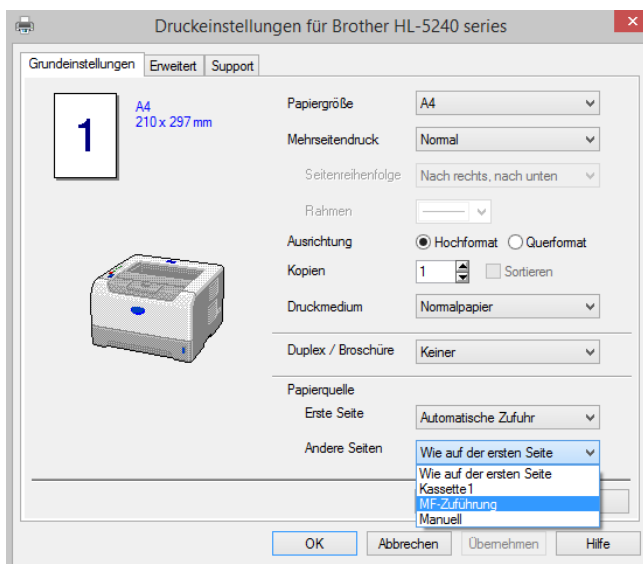 Druckeinstellungen für Brother HL-5240 series
Grundeinstellungen Erweitert Support
1
A4
210 x 297 mm
Papiergröße A4
Mehrseitendruck Normal
Seitenreihenfolge Nach rechts, nach unten
Rahmen
Ausrichtung Hochformat Querformat
Kopien 1 Sortieren
Druckmedium Normalpapier
Duplex / Broschüre Keiner
Papierquelle
Erste Seite Automatische Zufuhr
Andere Seiten Wie auf der ersten Seite
Wie auf der ersten Seite
Kassette1
MF-Zuführung
Manuell
OK Abbrechen Übernehmen Hilfe